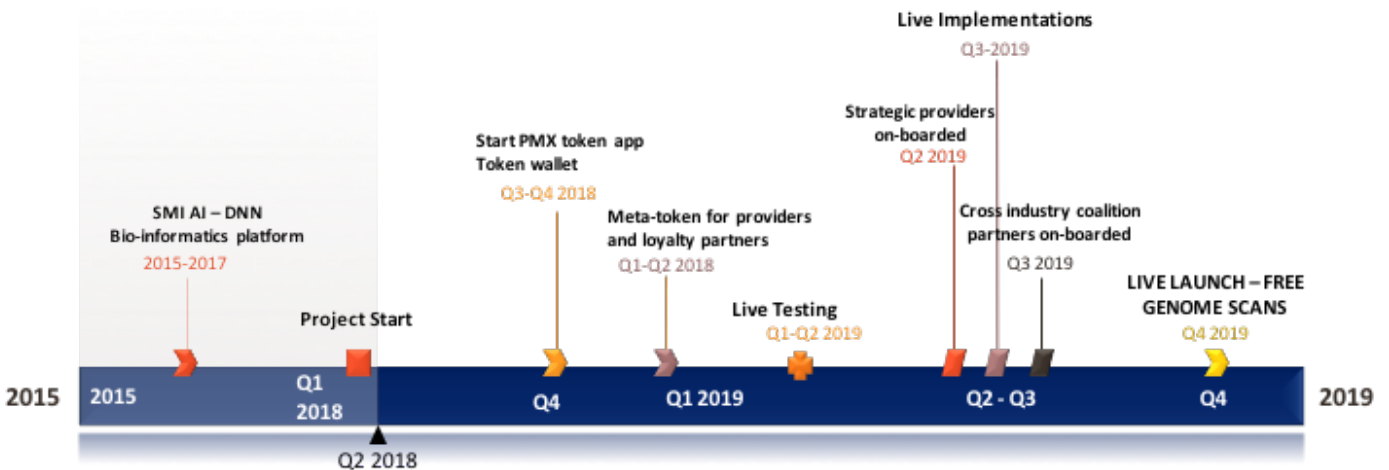 Live Implementations
Q3-2019
Strategic providers
on-boarded
Q2 2019
Start PMX token app
Token wallet
Q3-Q4 2018
SMI AI – DNN
Bio-informatics platform
2015-2017
Meta-token for providers
and loyalty partners
Q1-Q2 2018
Cross industry coalition
partners on-boarded
Q3 2019
LIVE LAUNCH – FREE
GENOME SCANS
Q4 2019
Project Start
Live Testing
Q1-Q2 2019
2015
2015
Q1
2018
Q4
Q1 2019
Q2 - Q3
Q4
2019
Q2 2018